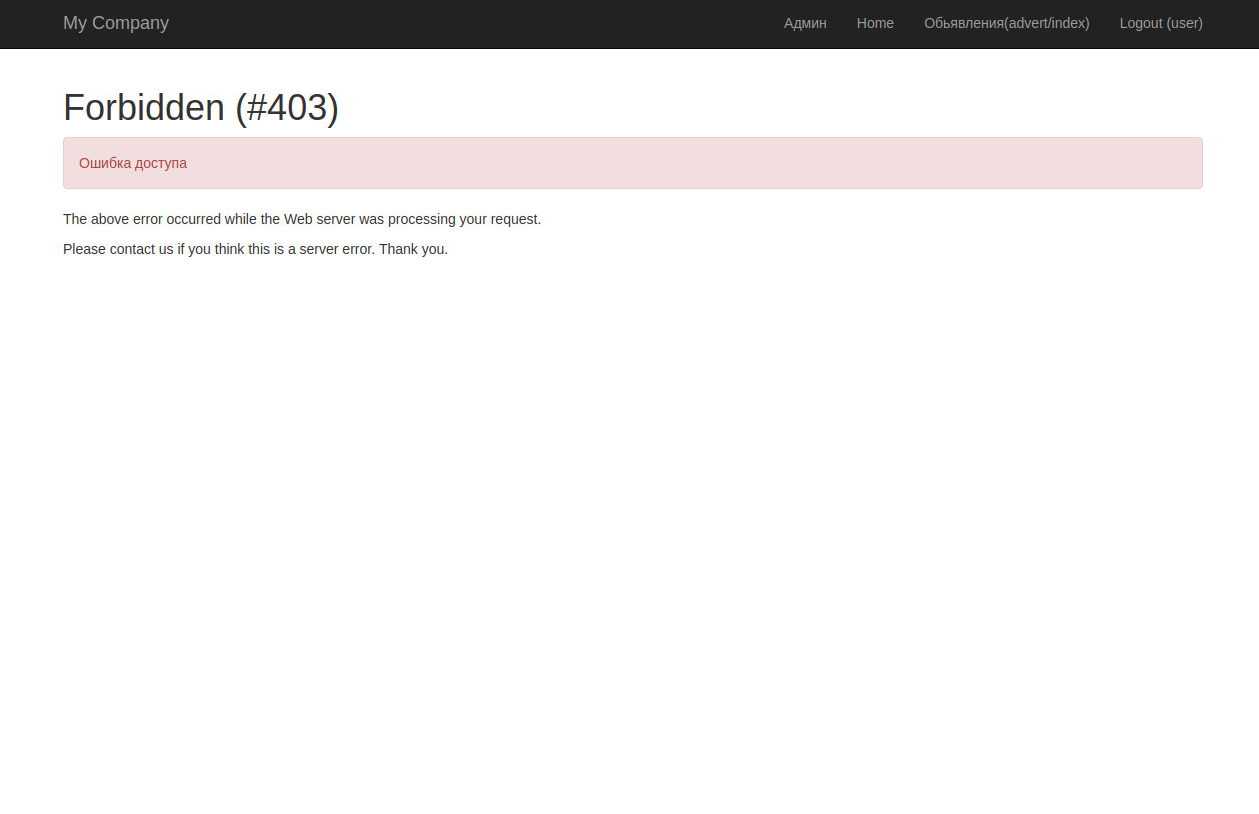 My Company
Админ Home Обьявления(advert/index) Logout (user)
Forbidden (#403)
Ошибка доступа
The above error occurred while the Web server was processing your request.
Please contact us if you think this is a server error. Thank you.